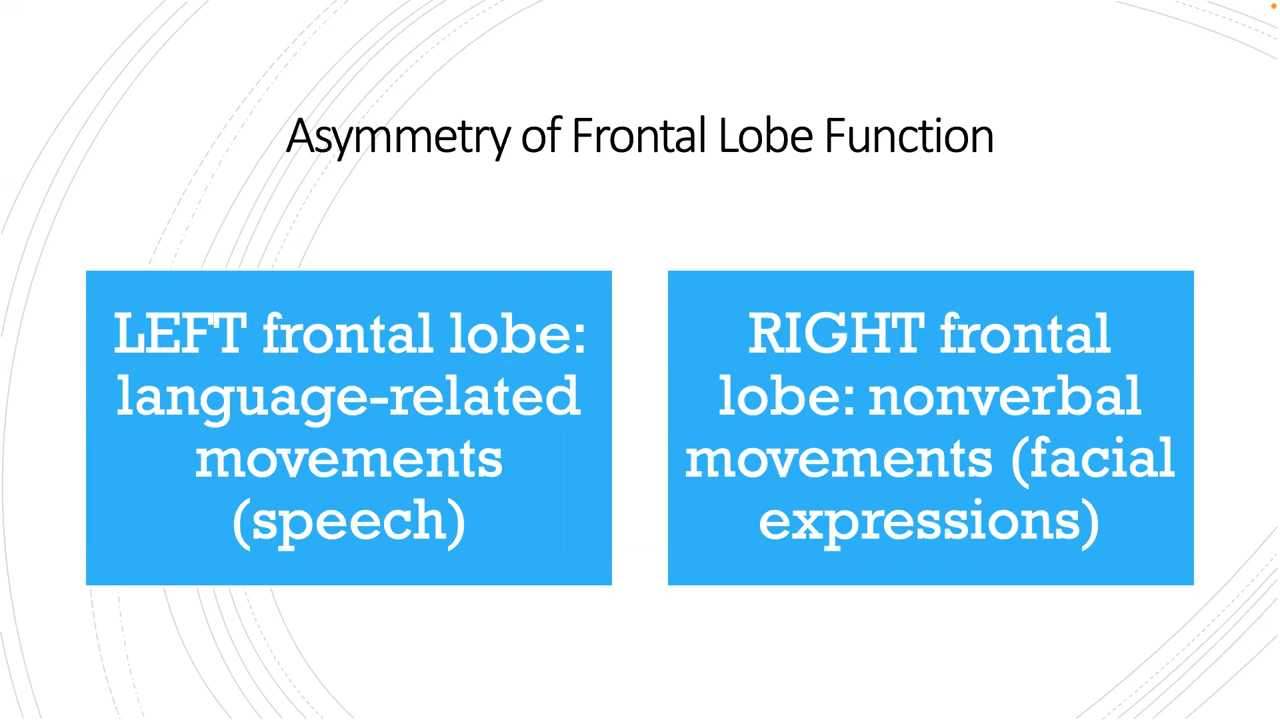 Asymmetry of Frontal Lobe Function
LEFT frontal lobe:
language-related
movements
(speech)
RIGHT frontal
lobe: nonverbal
movements (facial
expressions)